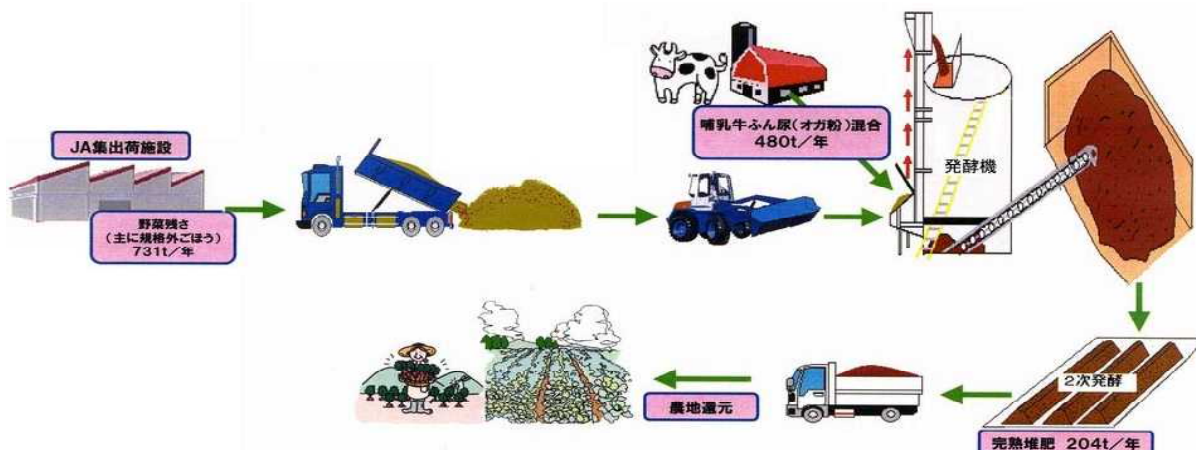 JA集出荷施設
野菜残さ
(主に規格外ごぼう)
731t/年
哺乳牛ふん尿(オガ粉)混合
480t/年
発酵機
2次発酵
完熟堆肥 204t/年
農地還元